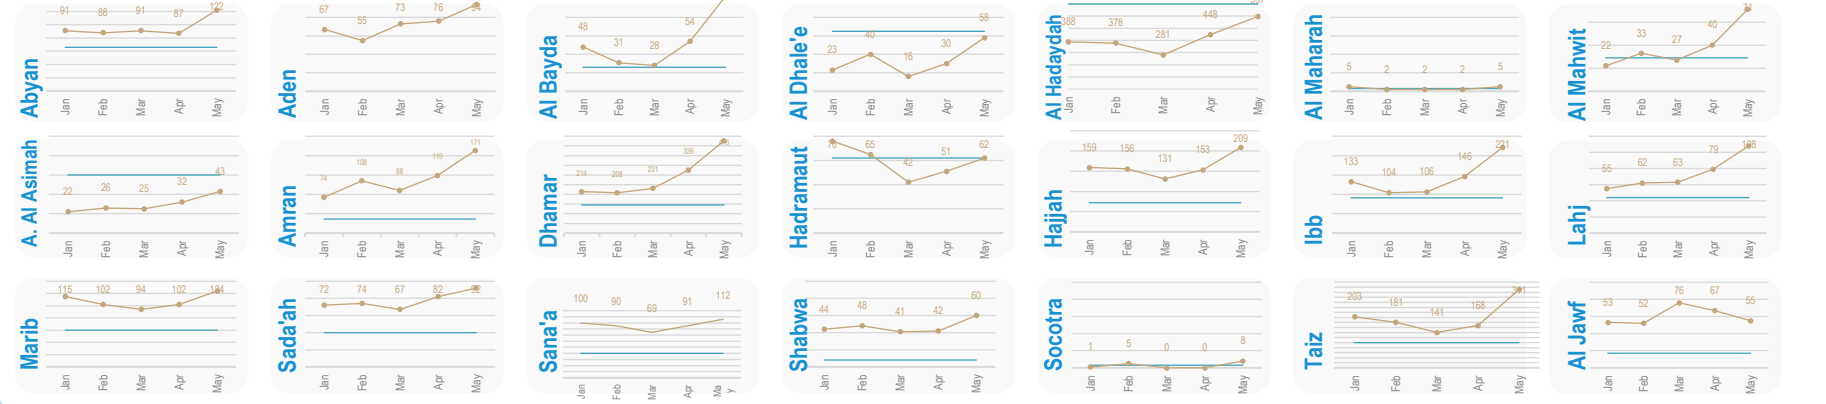 Abyan
91 88 91 87 122
Jan Feb Mar Apr May
Aden
67 55 73 76 94
Jan Feb Mar Apr May
Al Bayda
48 31 28 54
Jan Feb Mar Apr May
Al Dhale'e
23 40 16 30 58
Jan Feb Mar Apr May
Al Hadaydah
388 378 281 448
Jan Feb Mar Apr May
Al Maharah
5 2 2 2 5
Jan Feb Mar Apr May
Al Mahwit
22 33 27 40 71
Jan Feb Mar Apr May
A. Al Asimah
22 26 25 32 43
Jan Feb Mar Apr May
Amran
74 108 88 119 171
Jan Feb Mar Apr May
Dhamar
214 208 231 326
Jan Feb Mar Apr May
Hadramaut
76 65 42 51 62
Jan Feb Mar Apr May
Hajjah
159 156 131 153 209
Jan Feb Mar Apr May
Ibb
133 104 106 146 221
Jan Feb Mar Apr May
Lahj
55 62 63 79 108
Jan Feb Mar Apr May
Marib
115 102 94 102 124
Jan Feb Mar Apr May
Sada'ah
72 74 67 82 92
Jan Feb Mar Apr May
Sana'a
100 90 69 91 112
Jan Feb Mar Apr May
Shabwa
44 48 41 42 60
Jan Feb Mar Apr May
Socotra
1 5 0 0 8
Jan Feb Mar Apr May
Taiz
203 181 141 168
Jan Feb Mar Apr May
Al Jawf
53 52 76 67 55
Jan Feb Mar Apr May